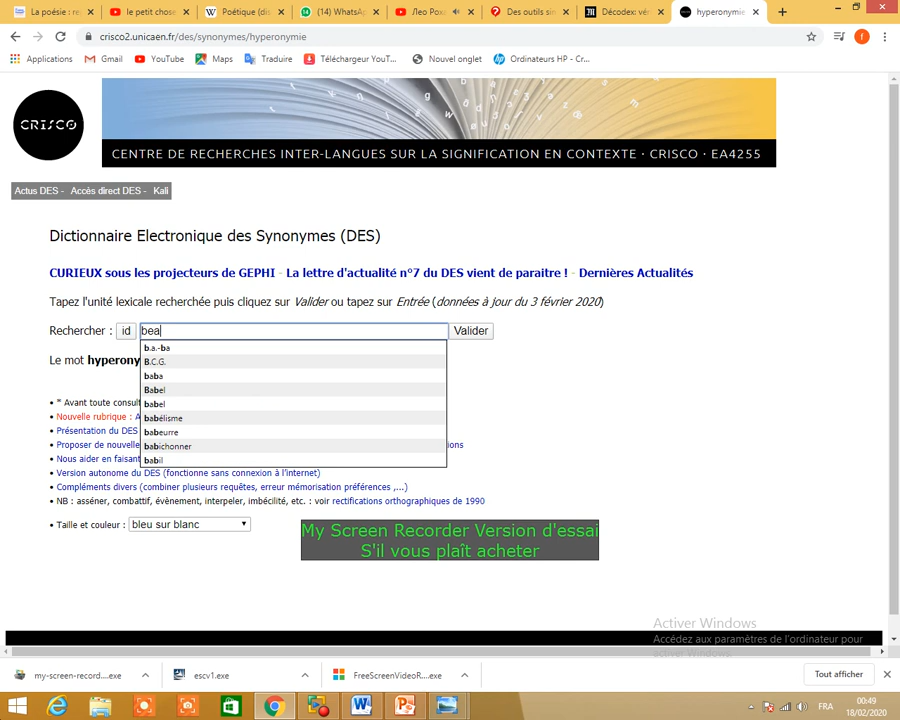 La poésie : re
le petit chose
Poétique (dis
(14) WhatsAp
Лео Рох
Des outils sin
Décodex: vé
hyperonymie
crisco2.unicaen.fr/des/synonymes/hyperonymie
Applications Gmail YouTube Maps Traduire Téléchargeur YouT... Nouvel onglet Ordinateurs HP - Cr...
CRISCO
CENTRE DE RECHERCHES INTER-LANGUES SUR LA SIGNIFICATION EN CONTEXTE · CRISCO · EA4255
Actus DES - Accès direct DES - Kali
Dictionnaire Electronique des Synonymes (DES)
CURIEUX sous les projecteurs de GEPHI - La lettre d'actualité n°7 du DES vient de paraitre ! - Dernières Actualités
Tapez l'unité lexicale recherchée puis cliquez sur Valider ou tapez sur Entrée (données à jour du 3 février 2020)
Rechercher : id bea Valider
b.a.-ba
Le mot hyperony
B.C.G.
baba
Babel
babel
babélisme
babeurre
babichonner
babil
• * Avant toute consult
• Nouvelle rubrique : A
• Présentation du DES
• Proposer de nouvelle ions
• Nous aider en faisant
• Version autonome du DES (fonctionne sans connexion à l'internet)
• Compléments divers (combiner plusieurs requêtes, erreur mémorisation préférences ,...)
• NB : asséner, combattif, évènement, interpeler, imbécilité, etc. : voir rectifications orthographiques de 1990
• Taille et couleur : bleu sur blanc
My Screen Recorder Version d'essai
S'il vous plaît acheter
Activer Windows
Accédez aux paramètres de l'ordinateur pour
activer Windows.
my-screen-record....exe escv1.exe FreeScreenVideoR....exe Tout afficher
FRA
00:49
18/02/2020